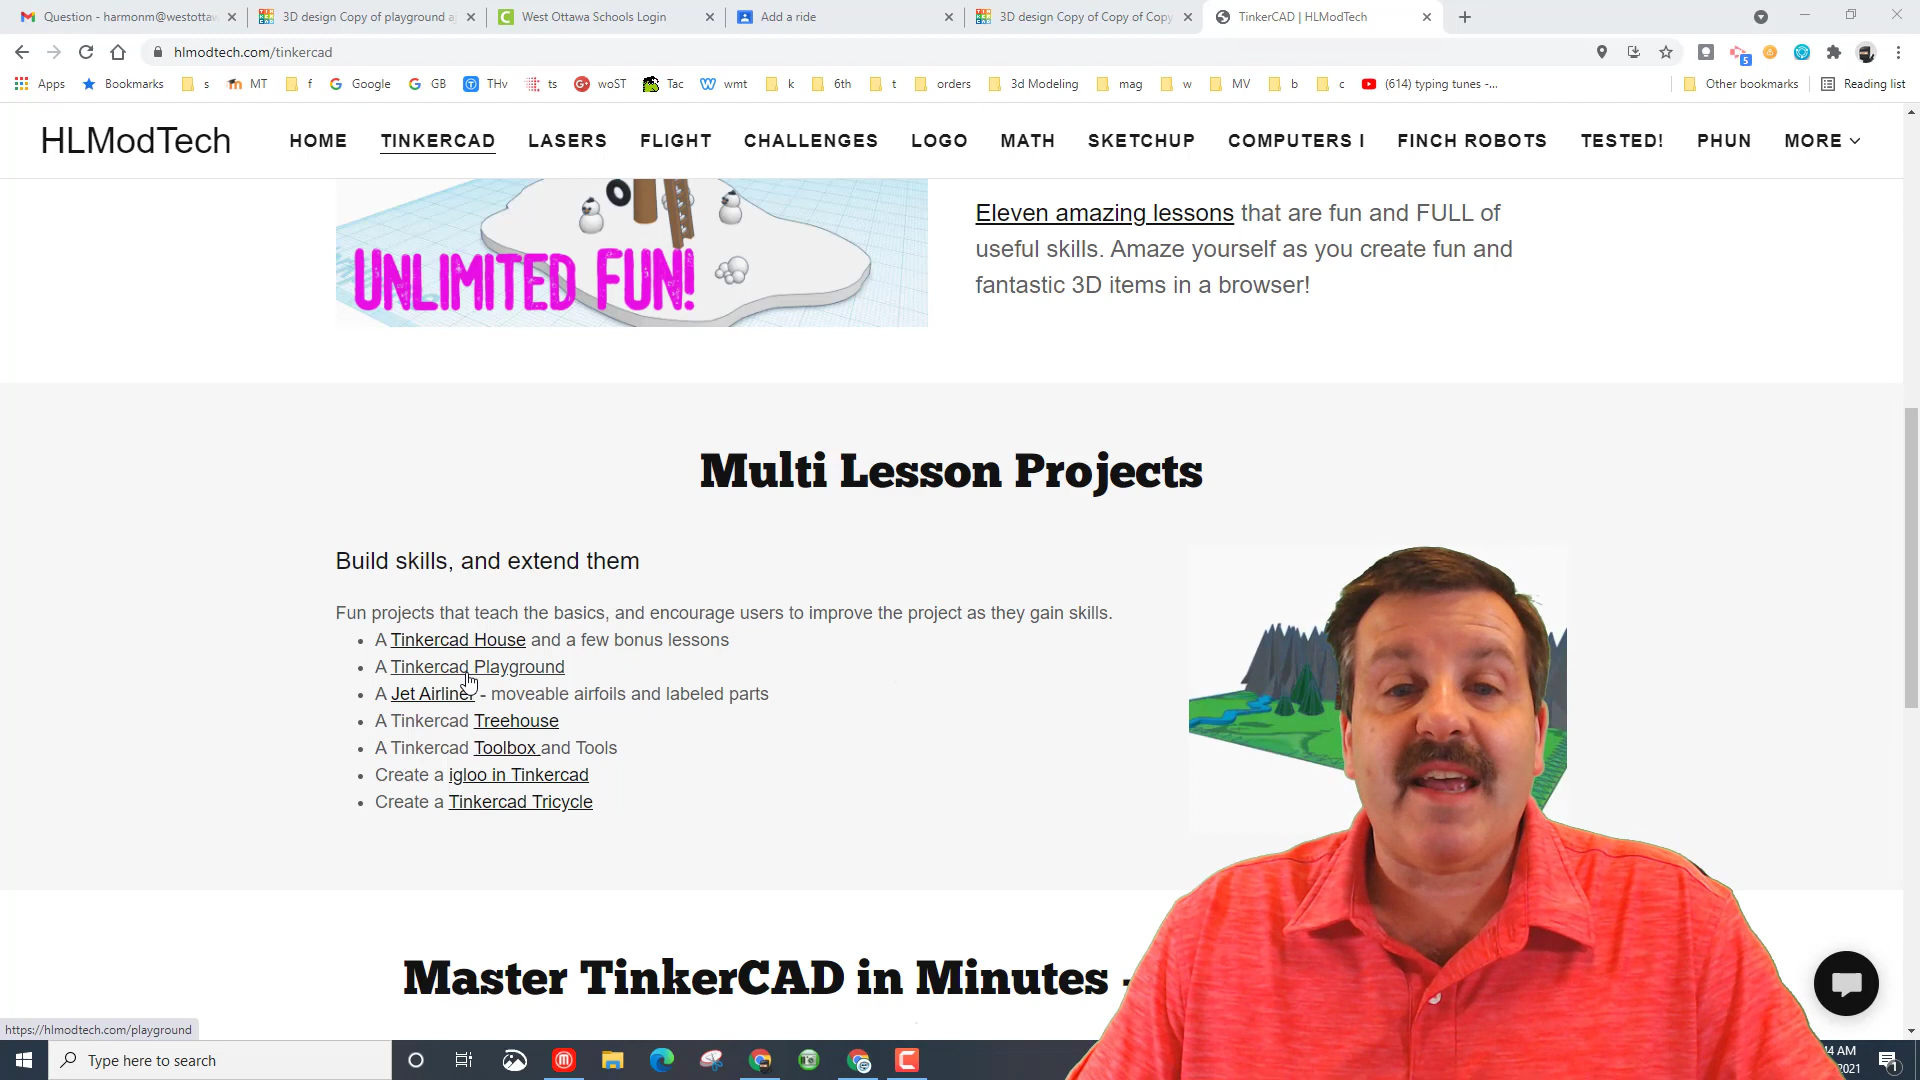 Question - harmonm@westottaw
3D design Copy of playground a
West Ottawa Schools Login
Add a ride
3D design Copy of Copy of Copy
TinkerCAD | HLModTech
hlmodtech.com/tinkercad
5
Apps
Bookmarks
s
MT
f
Google
GB
THv
ts
woST
Tac
wmt
k
6th
t
orders
3d Modeling
mag
w
MV
b
c
(614) typing tunes -...
Other bookmarks
Reading list
HLModTech
HOME
TINKERCAD
LASERS
FLIGHT
CHALLENGES
LOGO
MATH
SKETCHUP
COMPUTERS I
FINCH ROBOTS
TESTED!
PHUN
MORE
UNLIMITED FUN!
Eleven amazing lessons that are fun and FULL of
useful skills. Amaze yourself as you create fun and
fantastic 3D items in a browser!
Multi Lesson Projects
Build skills, and extend them
Fun projects that teach the basics, and encourage users to improve the project as they gain skills.
A Tinkercad House and a few bonus lessons
A Tinkercad Playground
A Jet Airliner - moveable airfoils and labeled parts
A Tinkercad Treehouse
A Tinkercad Toolbox and Tools
Create a igloo in Tinkercad
Create a Tinkercad Tricycle
Master TinkerCAD in Minutes -
https://hlmodtech.com/playground
Type here to search
4 AM
2021
1